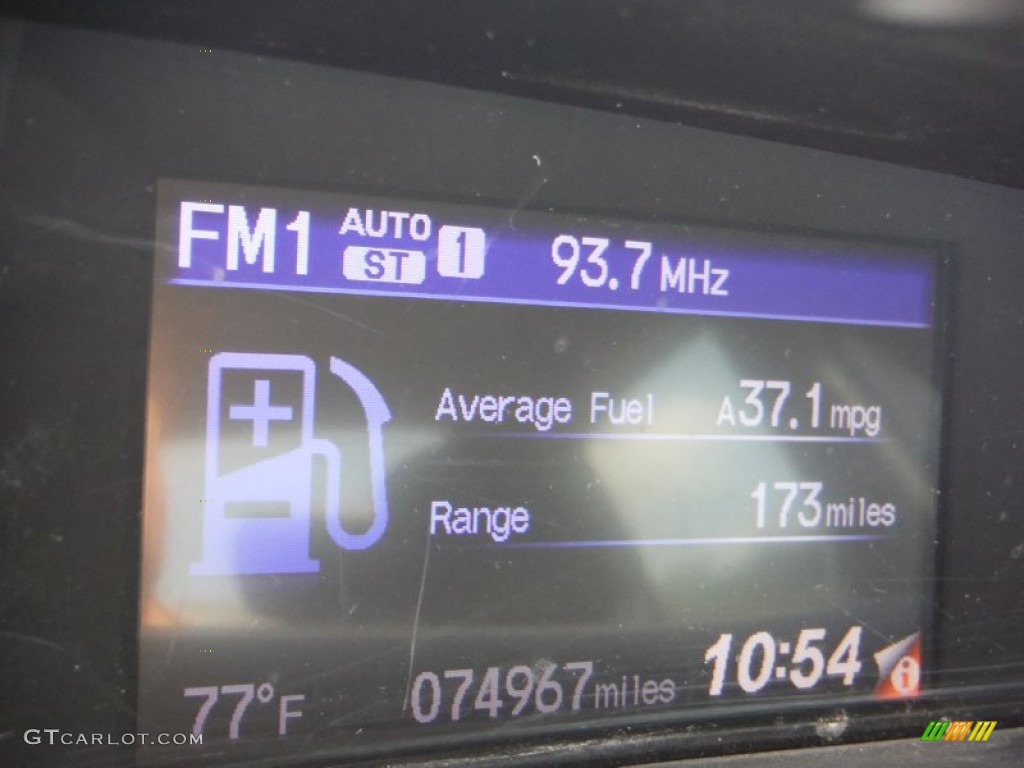 FM1 AUTO ST 1 93.7 MHz
Average Fuel A37.1 mpg
Range 173 miles
77°F 074967 miles 10:54 i
GTcarlot.com